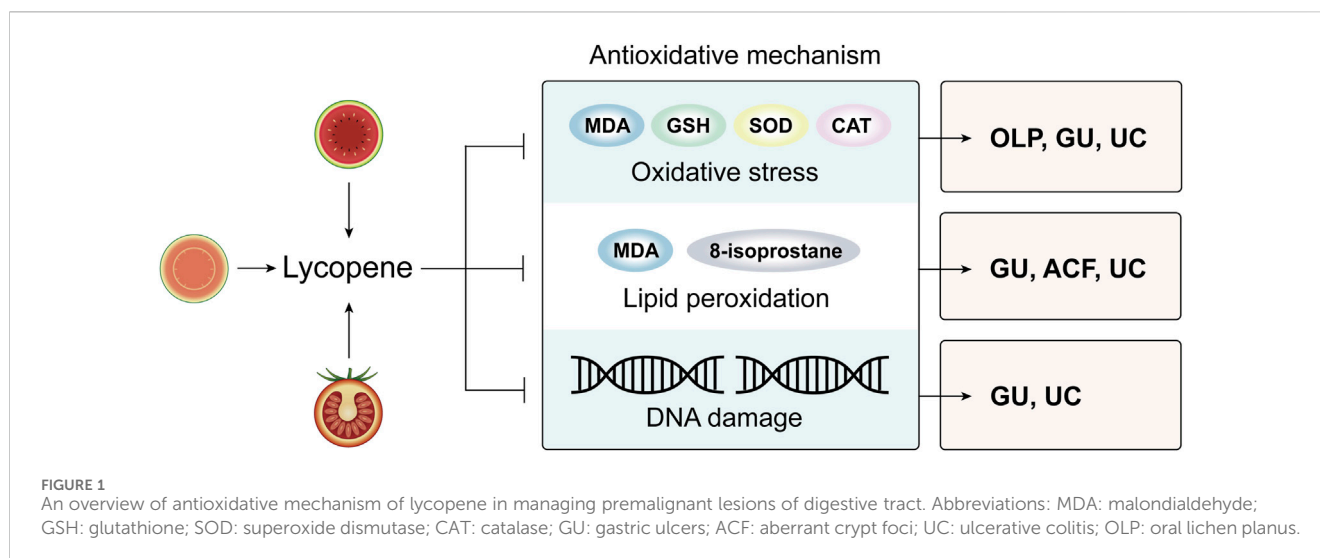 Antioxidative mechanism
MDA GSH SOD CAT
Oxidative stress
OLP, GU, UC
Lycopene
MDA 8-isoprostane
Lipid peroxidation
GU, ACF, UC
DNA damage
GU, UC
FIGURE 1
An overview of antioxidative mechanism of lycopene in managing premalignant lesions of digestive tract. Abbreviations: MDA: malondialdehyde;
GSH: glutathione; SOD: superoxide dismutase; CAT: catalase; GU: gastric ulcers; ACF: aberrant crypt foci; UC: ulcerative colitis; OLP: oral lichen planus.